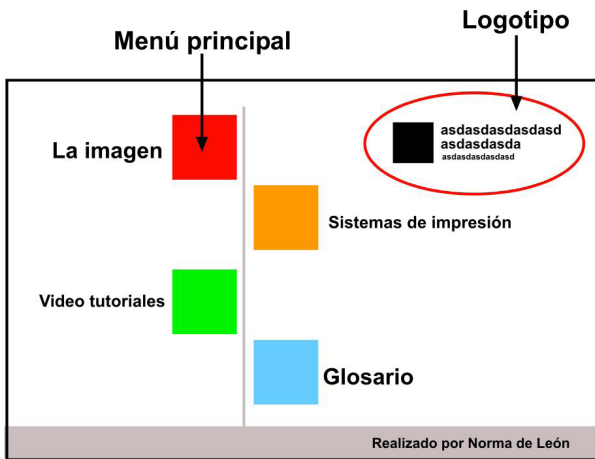 Menú principal
Logotipo
La imagen
asdasdasdasdasd
asdasdasda
asdasdasdasdasd
Sistemas de impresión
Video tutoriales
Glosario
Realizado por Norma de León